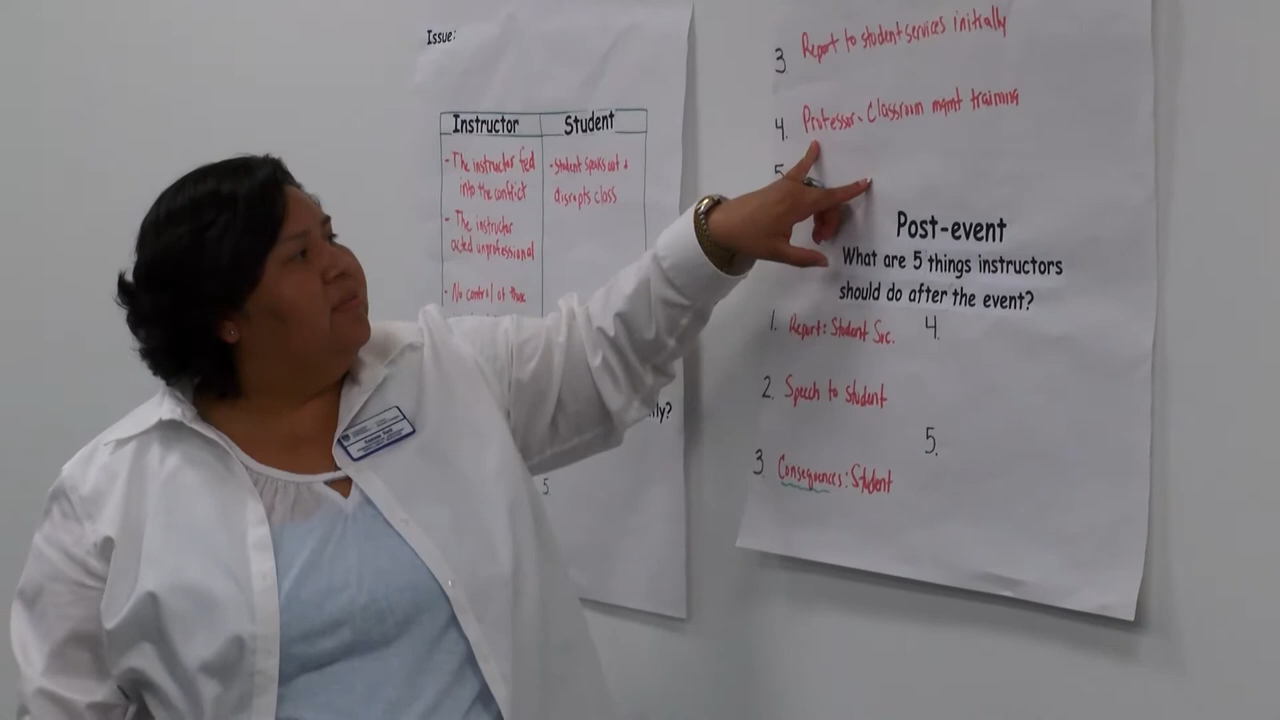 Issue:
Instructor
Student
- The instructor fed
into the conflict
- The instructor
acted unprofessional
- No control of those
- Student speaks out &
disrupts class
5
3. Report to student services initially
4. Professor - Classroom mgmt training
5
Post-event
What are 5 things instructors
should do after the event?
1. Report: Student Svc.
2. Speech to Student
3 Consequences: Student
4.
5.